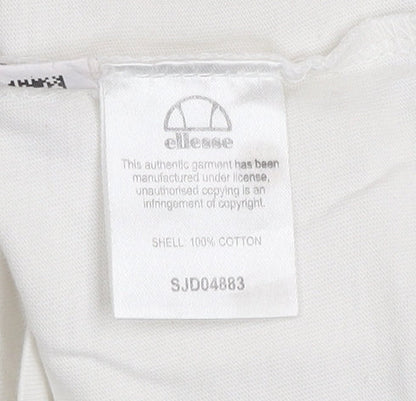 ellesse
This authentic garment has been
manufactured under license,
unauthorised copying is an
infringement of copyright.
SHELL: 100% COTTON
SJD04883